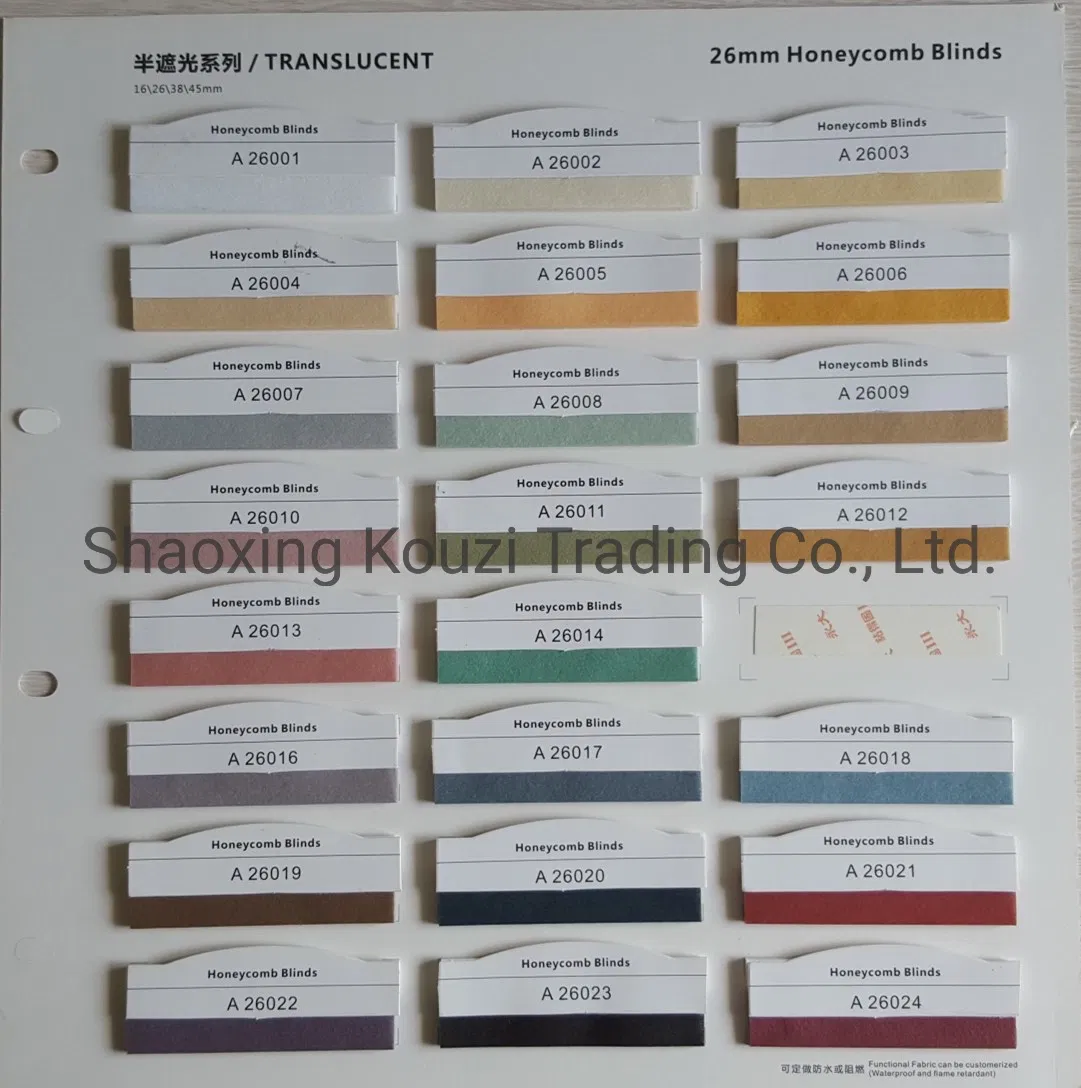 半遮光系列 / TRANSLUCENT
16\26\38\45mm
26mm Honeycomb Blinds
Honeycomb Blinds
A 26001
Honeycomb Blinds
A 26002
Honeycomb Blinds
A 26003
Honeycomb Blinds
A 26004
Honeycomb Blinds
A 26005
Honeycomb Blinds
A 26006
Honeycomb Blinds
A 26007
Honeycomb Blinds
A 26008
Honeycomb Blinds
A 26009
Honeycomb Blinds
A 26010
Honeycomb Blinds
A 26011
Honeycomb Blinds
A 26012
Shaoxing Kouzi Trading Co., Ltd.
Honeycomb Blinds
A 26013
Honeycomb Blinds
A 26014
Honeycomb Blinds
A 26016
Honeycomb Blinds
A 26017
Honeycomb Blinds
A 26018
Honeycomb Blinds
A 26019
Honeycomb Blinds
A 26020
Honeycomb Blinds
A 26021
Honeycomb Blinds
A 26022
Honeycomb Blinds
A 26023
Honeycomb Blinds
A 26024
可定做防水或阻燃 Functional Fabric can be customerized
(Waterproof and flame retardant)